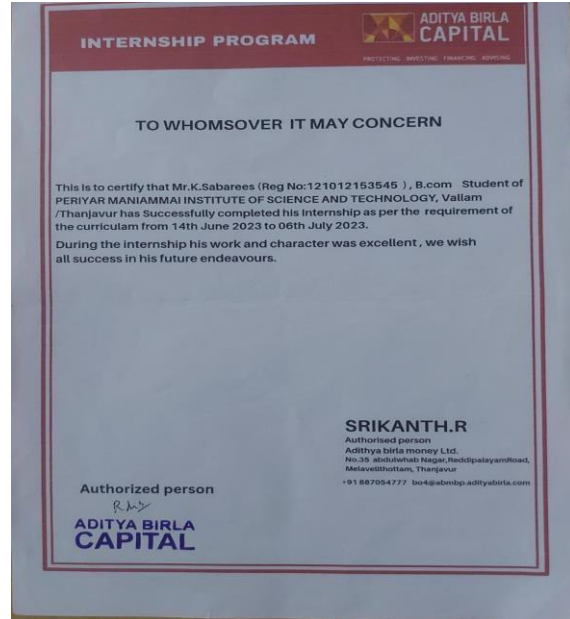 INTERNSHIP PROGRAM
ADITYA BIRLA
CAPITAL
PROTECTING INVESTING FINANCING ADVISING
TO WHOMSOVER IT MAY CONCERN
This is to certify that Mr.K.Sabarees (Reg No:121012153545 ) , B.com Student of
PERIYAR MANIAMMAI INSTITUTE OF SCIENCE AND TECHNOLOGY, Vallam
/Thanjavur has Successfully completed his Internship as per the requirement of
the curriculam from 14th June 2023 to 06th July 2023.
During the internship his work and character was excellent , we wish
all success in his future endeavours.
SRIKANTH.R
Authorised person
Adithya birla money Ltd.
No.35 abdulwhab Nagar,ReddipalayamRoad,
Melavelithottam, Thanjavur
+91 887054777 bo4@abmbp.adityabirla.com
Authorized person
ADITYA BIRLA
CAPITAL